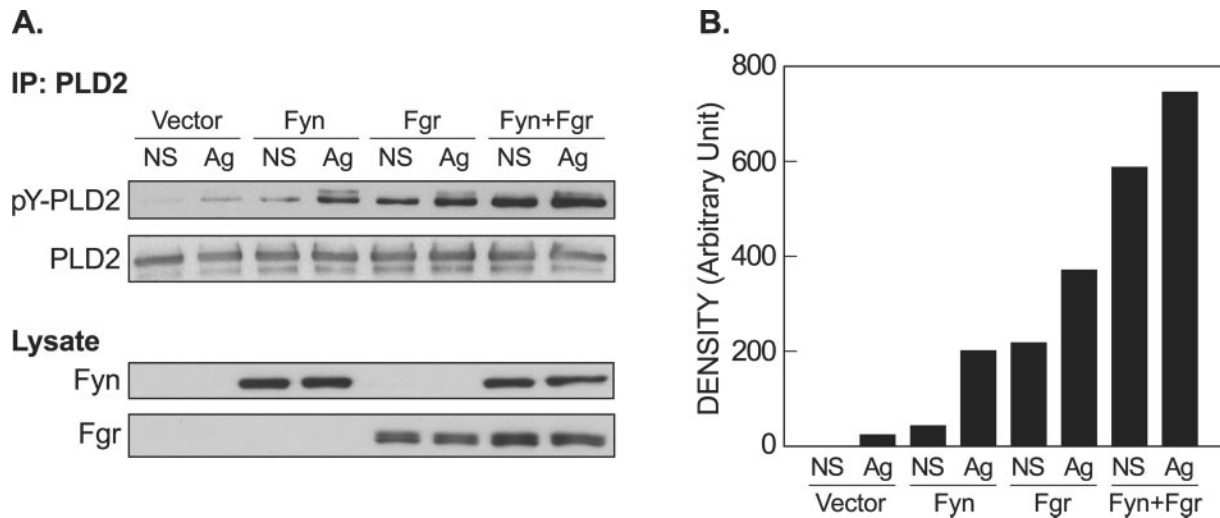 A.
IP: PLD2
Vector Fyn Fgr Fyn+Fgr
NS Ag NS Ag NS Ag NS Ag
pY-PLD2
PLD2
Lysate
Fyn
Fgr
B.
DENSITY (Arbitrary Unit)
800
600
400
200
0
NS Ag NS Ag NS Ag NS Ag
Vector Fyn Fgr Fyn+Fgr